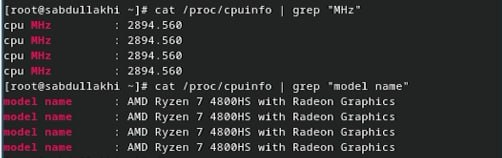 [root@sabdullakhi ~]# cat /proc/cpuinfo | grep "MHz"
cpu MHz : 2894.560
cpu MHz : 2894.560
cpu MHz : 2894.560
cpu MHz : 2894.560
[root@sabdullakhi ~]# cat /proc/cpuinfo | grep "model name"
model name : AMD Ryzen 7 4800HS with Radeon Graphics
model name : AMD Ryzen 7 4800HS with Radeon Graphics
model name : AMD Ryzen 7 4800HS with Radeon Graphics
model name : AMD Ryzen 7 4800HS with Radeon Graphics